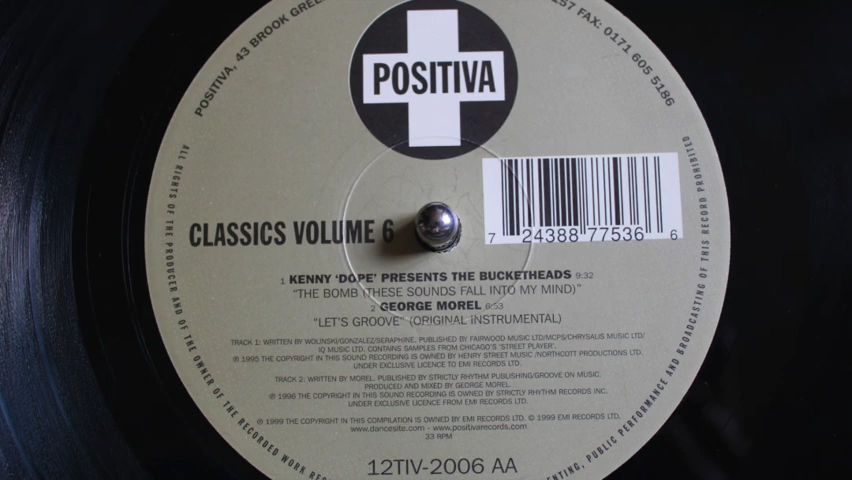 POSITIVA, 43 BROOK GREE
157 FAX: 0171 605 5186
POSITIVA
CLASSICS VOLUME 6
7 24388 77536 6
1 KENNY 'DOPE' PRESENTS THE BUCKETHEADS 9:32
"THE BOMB (THESE SOUNDS FALL INTO MY MIND)"
2 GEORGE MOREL 6:53
"LET'S GROOVE" (ORIGINAL INSTRUMENTAL)
TRACK 1: WRITTEN BY WOLINSKI/GONZALEZ/SERAPHINE. PUBLISHED BY FAIRWOOD MUSIC LTD/MCPS/CHRYSALIS MUSIC LTD/
IQ MUSIC LTD. CONTAINS SAMPLES FROM CHICAGO'S 'STREET PLAYER'.
℗ 1995 THE COPYRIGHT IN THIS SOUND RECORDING IS OWNED BY HENRY STREET MUSIC /NORTHCOTT PRODUCTIONS LTD.
UNDER EXCLUSIVE LICENCE TO EMI RECORDS LTD.
TRACK 2: WRITTEN BY MOREL. PUBLISHED BY STRICTLY RHYTHM PUBLISHING/GROOVE ON MUSIC.
PRODUCED AND MIXED BY GEORGE MOREL.
℗ 1996 THE COPYRIGHT IN THIS SOUND RECORDING IS OWNED BY STRICTLY RHYTHM RECORDS INC.
UNDER EXCLUSIVE LICENCE FROM EMI RECORDS LTD.
℗ 1999 THE COPYRIGHT IN THIS COMPILATION IS OWNED BY EMI RECORDS LTD. © 1999 EMI RECORDS LTD.
www.dancesite.com - www.positivarecords.com
33 RPM
12TIV-2006 AA
ALL RIGHTS OF THE PRODUCER AND OF THE OWNER OF THE RECORDED WORK RES
ENTING, PUBLIC PERFORMANCE AND BROADCASTING OF THIS RECORD PROHIBITED